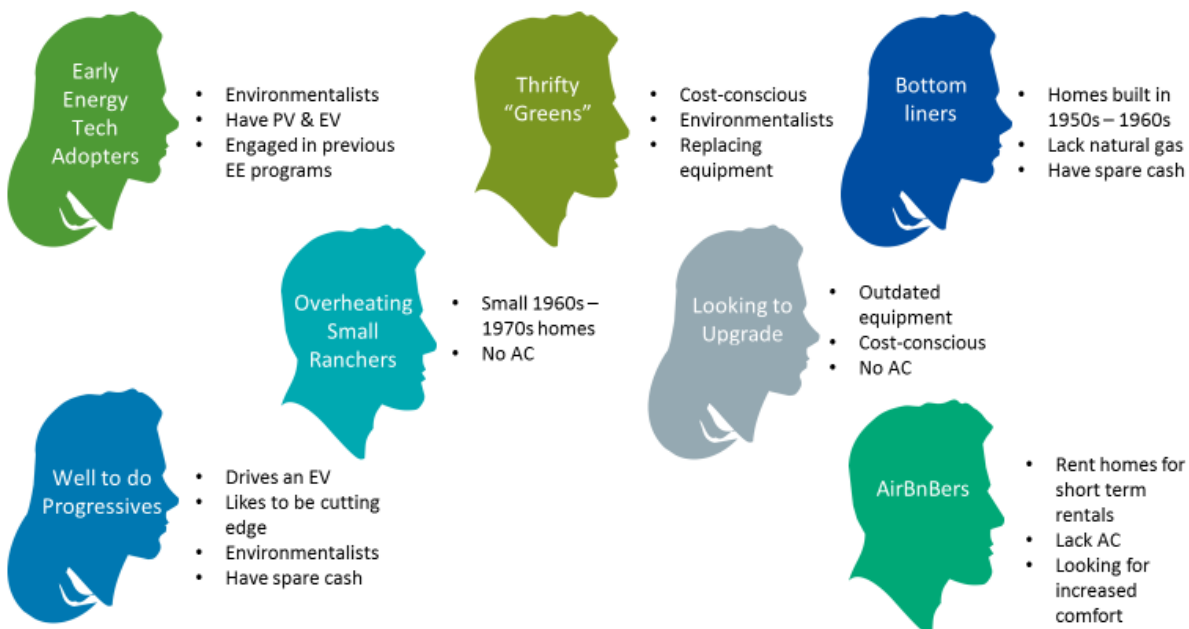 Early
Energy
Tech
Adopters
• Environmentalists
• Have PV & EV
• Engaged in previous
EE programs
Thrifty
“Greens”
• Cost-conscious
• Environmentalists
• Replacing
equipment
Bottom
liners
• Homes built in
1950s – 1960s
• Lack natural gas
• Have spare cash
Overheating
Small
Ranchers
• Small 1960s –
1970s homes
• No AC
Looking to
Upgrade
• Outdated
equipment
• Cost-conscious
• No AC
Well to do
Progressives
• Drives an EV
• Likes to be cutting
edge
• Environmentalists
• Have spare cash
AirBnBers
• Rent homes for
short term
rentals
• Lack AC
• Looking for
increased
comfort